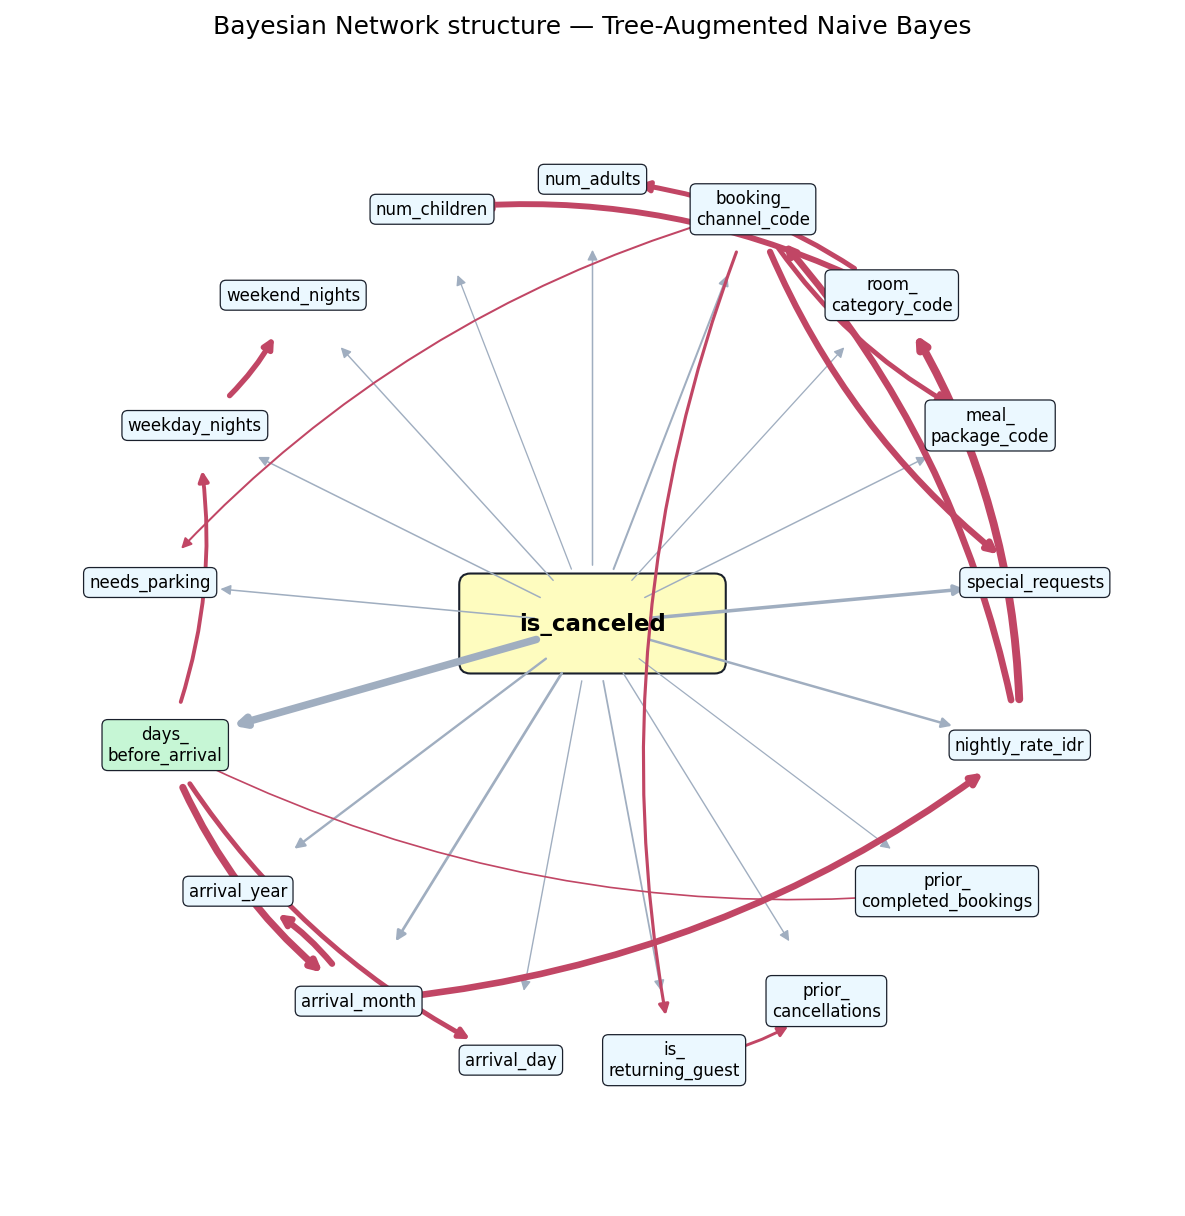 Bayesian Network structure — Tree-Augmented Naive Bayes
num_adults
booking_
channel_code
num_children
room_
category_code
weekend_nights
meal_
package_code
weekday_nights
needs_parking
special_requests
is_canceled
days_
before_arrival
nightly_rate_idr
arrival_year
prior_
completed_bookings
arrival_month
prior_
cancellations
arrival_day
is_
returning_guest